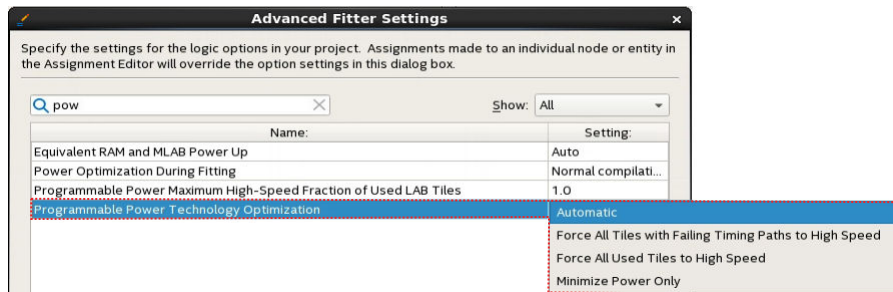 Advanced Fitter Settings
Specify the settings for the logic options in your project. Assignments made to an individual node or entity in
the Assignment Editor will override the option settings in this dialog box.
pow
Show: All
Name: Setting:
Equivalent RAM and MLAB Power Up Auto
Power Optimization During Fitting Normal compilati...
Programmable Power Maximum High-Speed Fraction of Used LAB Tiles 1.0
Programmable Power Technology Optimization Automatic
Force All Tiles with Failing Timing Paths to High Speed
Force All Used Tiles to High Speed
Minimize Power Only